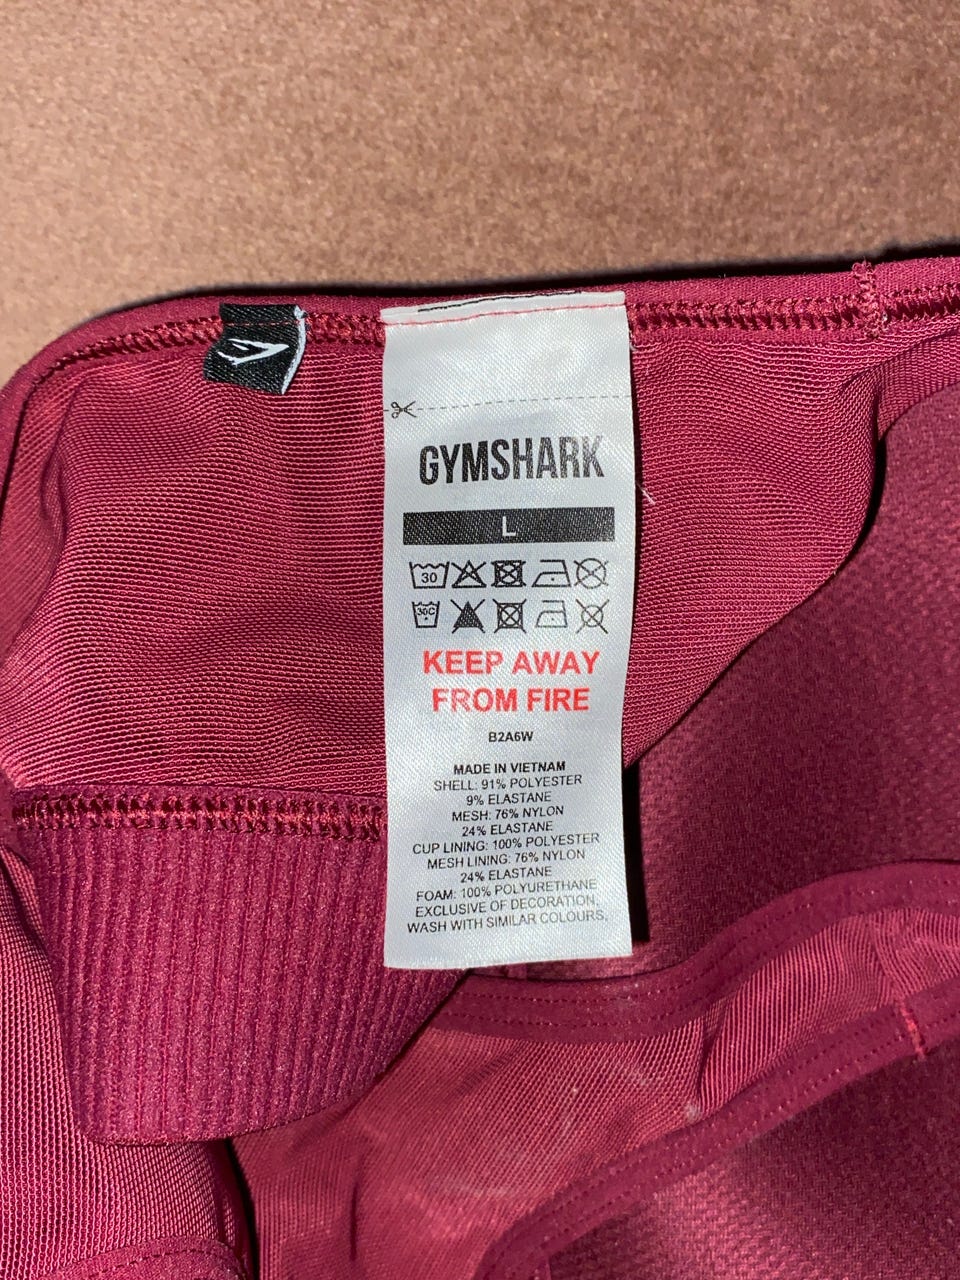 GYMSHARK
L
30
30C
KEEP AWAY
FROM FIRE
B2A6W
MADE IN VIETNAM
SHELL: 91% POLYESTER
9% ELASTANE
MESH: 76% NYLON
24% ELASTANE
CUP LINING: 100% POLYESTER
MESH LINING: 76% NYLON
24% ELASTANE
FOAM: 100% POLYURETHANE
EXCLUSIVE OF DECORATION.
WASH WITH SIMILAR COLOURS.